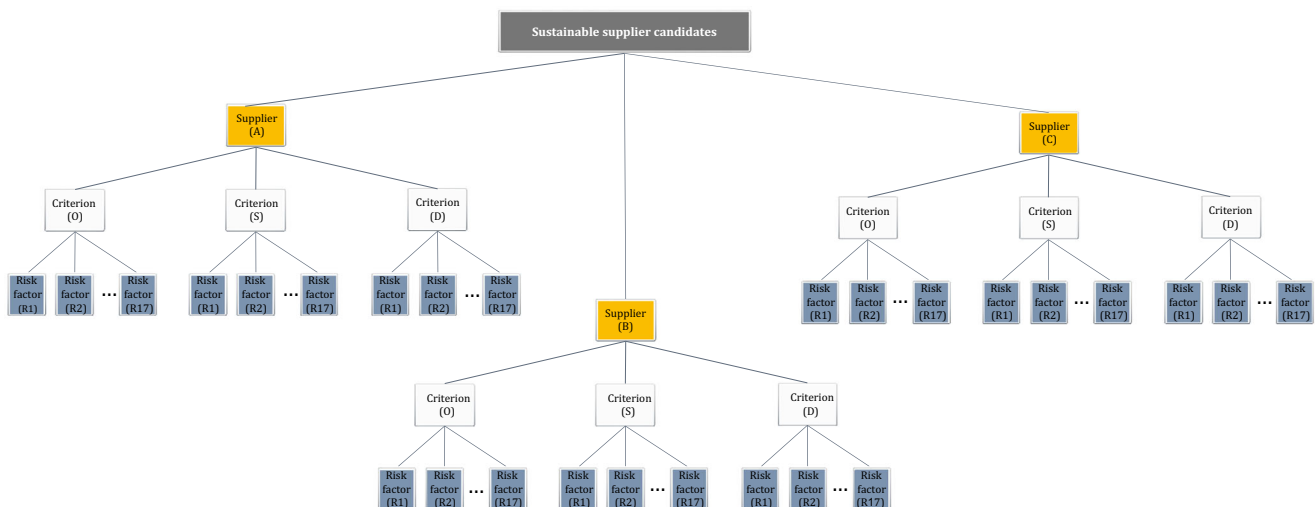 Sustainable supplier candidates
Supplier
(A)
Criterion
(O)
Criterion
(S)
Criterion
(D)
Risk
factor
(R1)
Risk
factor
(R2)
...
Risk
factor
(R17)
Risk
factor
(R1)
Risk
factor
(R2)
...
Risk
factor
(R17)
Risk
factor
(R1)
Risk
factor
(R2)
...
Risk
factor
(R17)
Supplier
(B)
Criterion
(O)
Criterion
(S)
Criterion
(D)
Risk
factor
(R1)
Risk
factor
(R2)
...
Risk
factor
(R17)
Risk
factor
(R1)
Risk
factor
(R2)
...
Risk
factor
(R17)
Risk
factor
(R1)
Risk
factor
(R2)
...
Risk
factor
(R17)
Supplier
(C)
Criterion
(O)
Criterion
(S)
Criterion
(D)
Risk
factor
(R1)
Risk
factor
(R2)
...
Risk
factor
(R17)
Risk
factor
(R1)
Risk
factor
(R2)
...
Risk
factor
(R17)
Risk
factor
(R1)
Risk
factor
(R2)
...
Risk
factor
(R17)